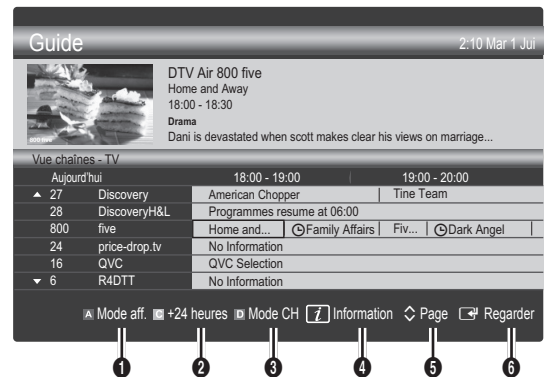 Guide
2:10 Mar 1 Jui
800 five
DTV Air 800 five
Home and Away
18:00 - 18:30
Drama
Dani is devastated when scott makes clear his views on marriage...
Vue chaînes - TV
Aujourd'hui 18:00 - 19:00 19:00 - 20:00
▲ 27 Discovery American Chopper Tine Team
28 DiscoveryH&L Programmes resume at 06:00
800 five Home and... Family Affairs Fiv... Dark Angel
24 price-drop.tv No Information
16 QVC QVC Selection
▼ 6 R4DTT No Information
A Mode aff. C +24 heures D Mode CH i Information Page Regarder
1 2 3 4 5 6